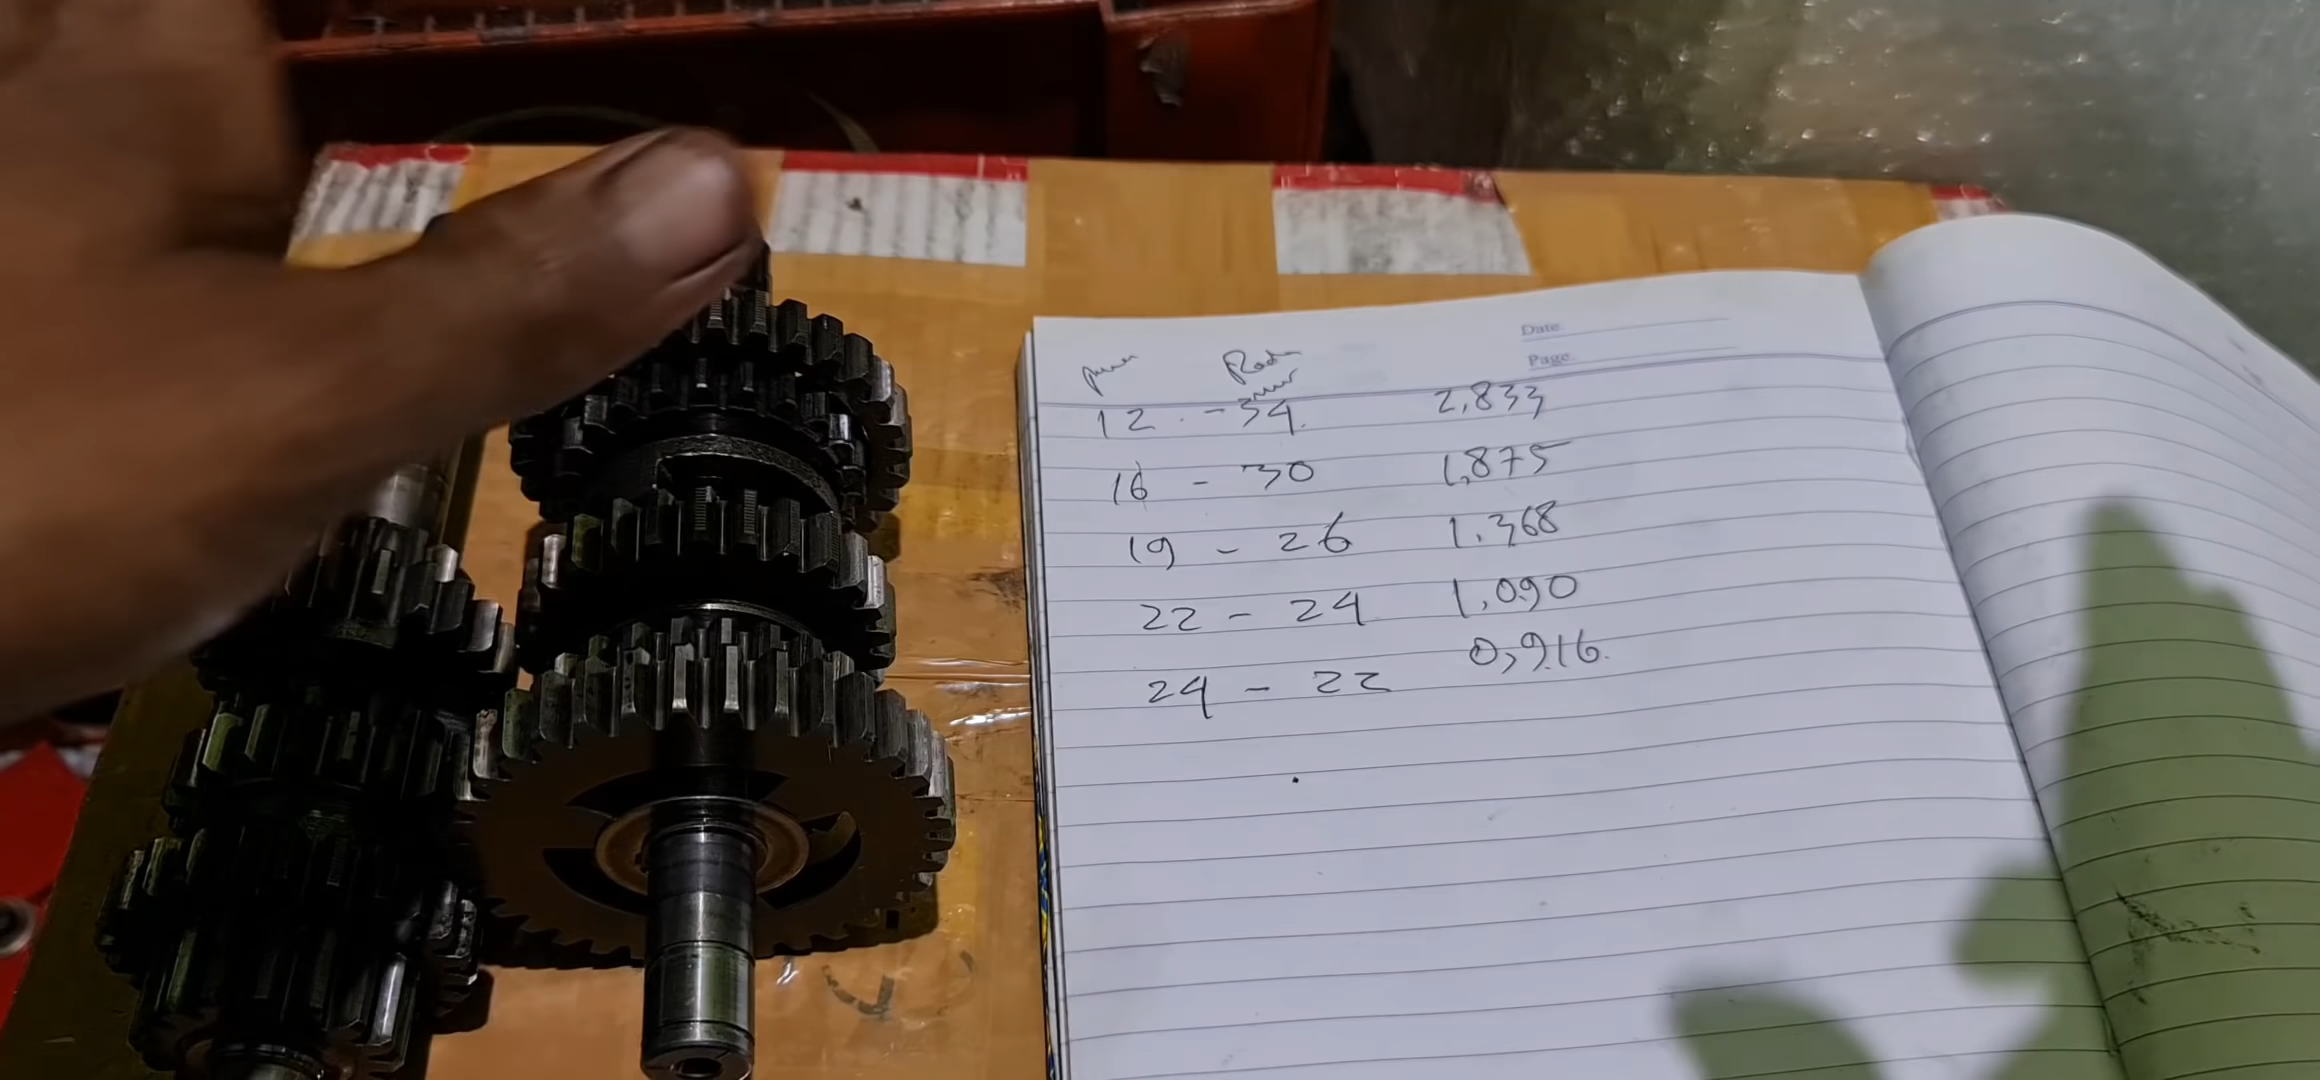 Date
Page.
12 - 34. 2,833
16 - 30 1,875
19 - 26 1.368
22 - 24 1,090
24 - 22 0,916.